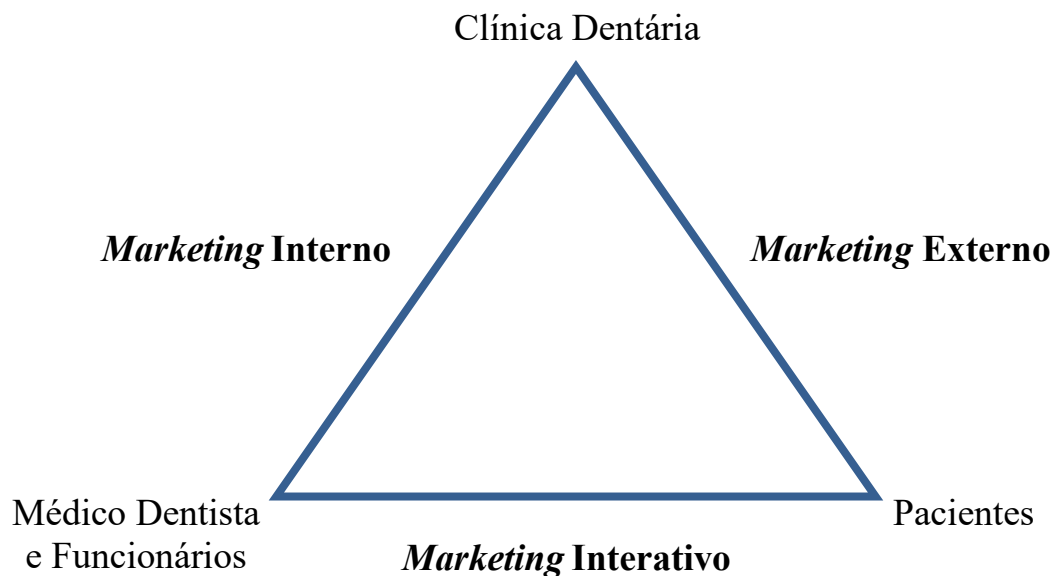 Clínica Dentária
Marketing Interno
Marketing Externo
Médico Dentista
e Funcionários
Pacientes
Marketing Interativo